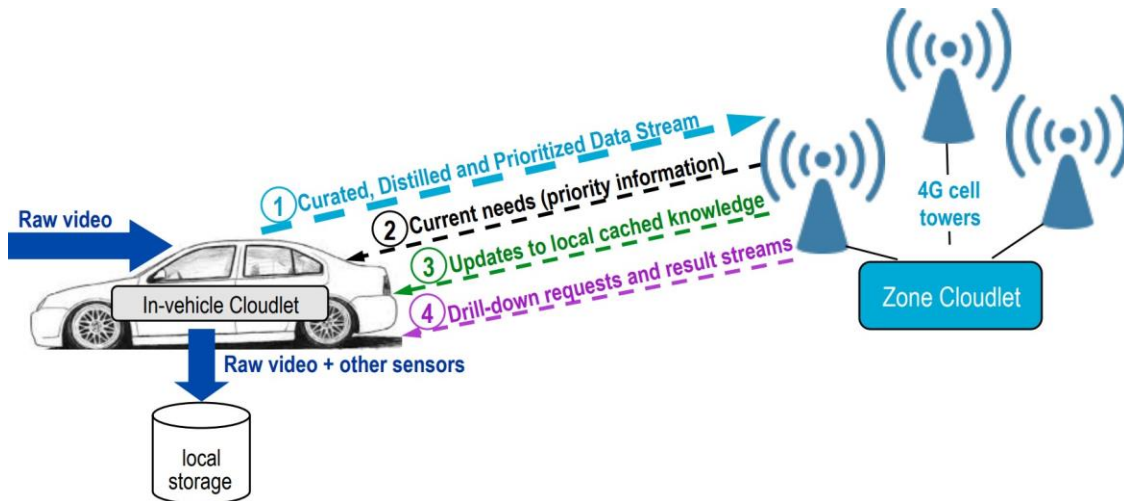 1 Curated, Distilled and Prioritized Data Stream
2 Current needs (priority information)
3 Updates to local cached knowledge
4 Drill-down requests and result streams
Raw video
In-vehicle Cloudlet
Raw video + other sensors
local
storage
4G cell
towers
Zone Cloudlet